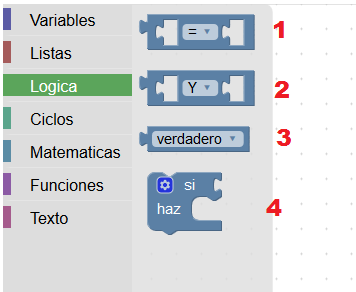 Variables
Listas
Logica
Ciclos
Matematicas
Funciones
Texto
= 1
Y 2
verdadero 3
si
haz 4